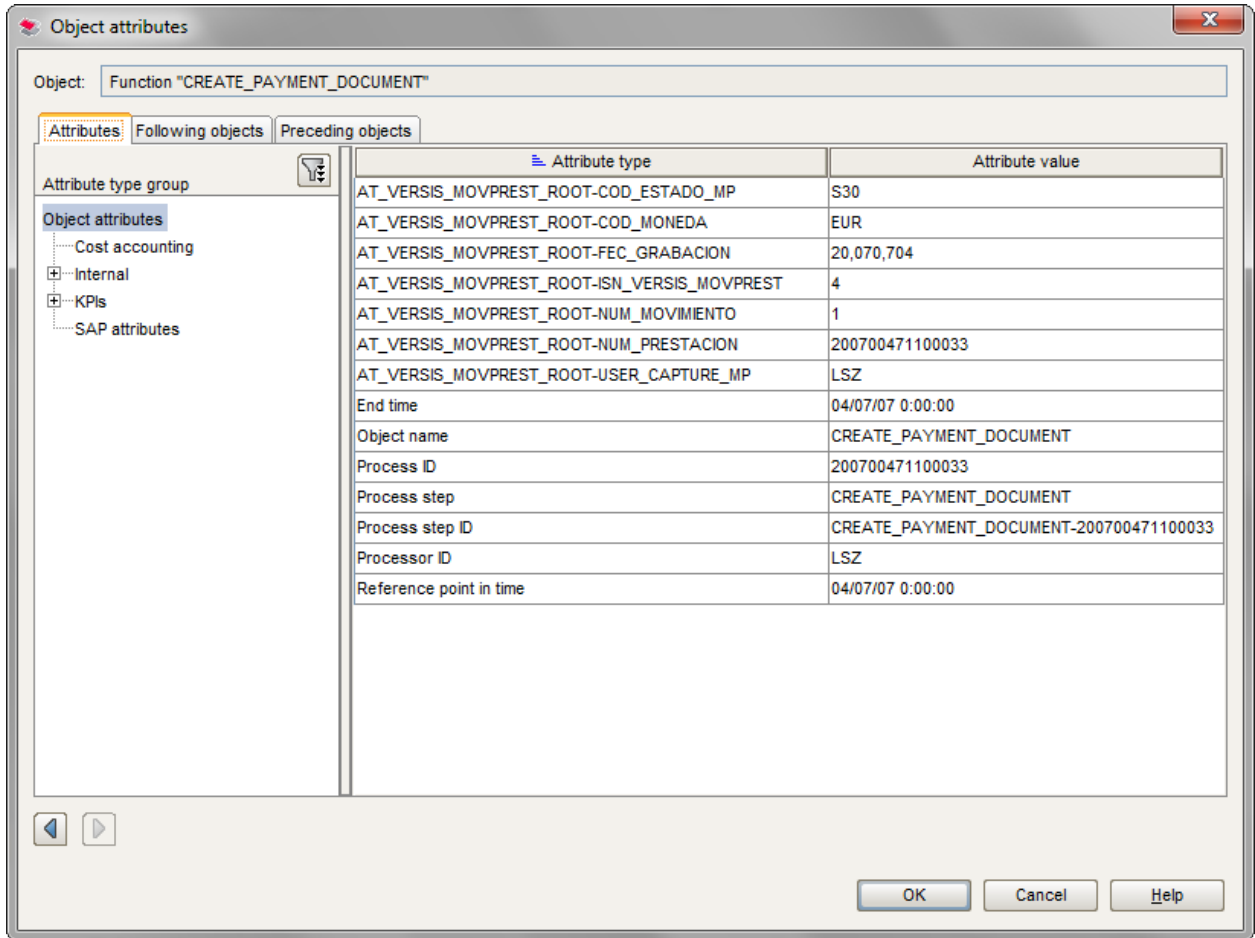 Object attributes
Object: Function "CREATE_PAYMENT_DOCUMENT"
Attributes Following objects Preceding objects
Attribute type group
Object attributes
Cost accounting
Internal
KPIs
SAP attributes
Attribute type Attribute value
AT_VERSIS_MOVPREST_ROOT-COD_ESTADO_MP S30
AT_VERSIS_MOVPREST_ROOT-COD_MONEDA EUR
AT_VERSIS_MOVPREST_ROOT-FEC_GRABACION 20,070,704
AT_VERSIS_MOVPREST_ROOT-ISN_VERSIS_MOVPREST 4
AT_VERSIS_MOVPREST_ROOT-NUM_MOVIMIENTO 1
AT_VERSIS_MOVPREST_ROOT-NUM_PRESTACION 200700471100033
AT_VERSIS_MOVPREST_ROOT-USER_CAPTURE_MP LSZ
End time 04/07/07 0:00:00
Object name CREATE_PAYMENT_DOCUMENT
Process ID 200700471100033
Process step CREATE_PAYMENT_DOCUMENT
Process step ID CREATE_PAYMENT_DOCUMENT-200700471100033
Processor ID LSZ
Reference point in time 04/07/07 0:00:00
OK Cancel Help